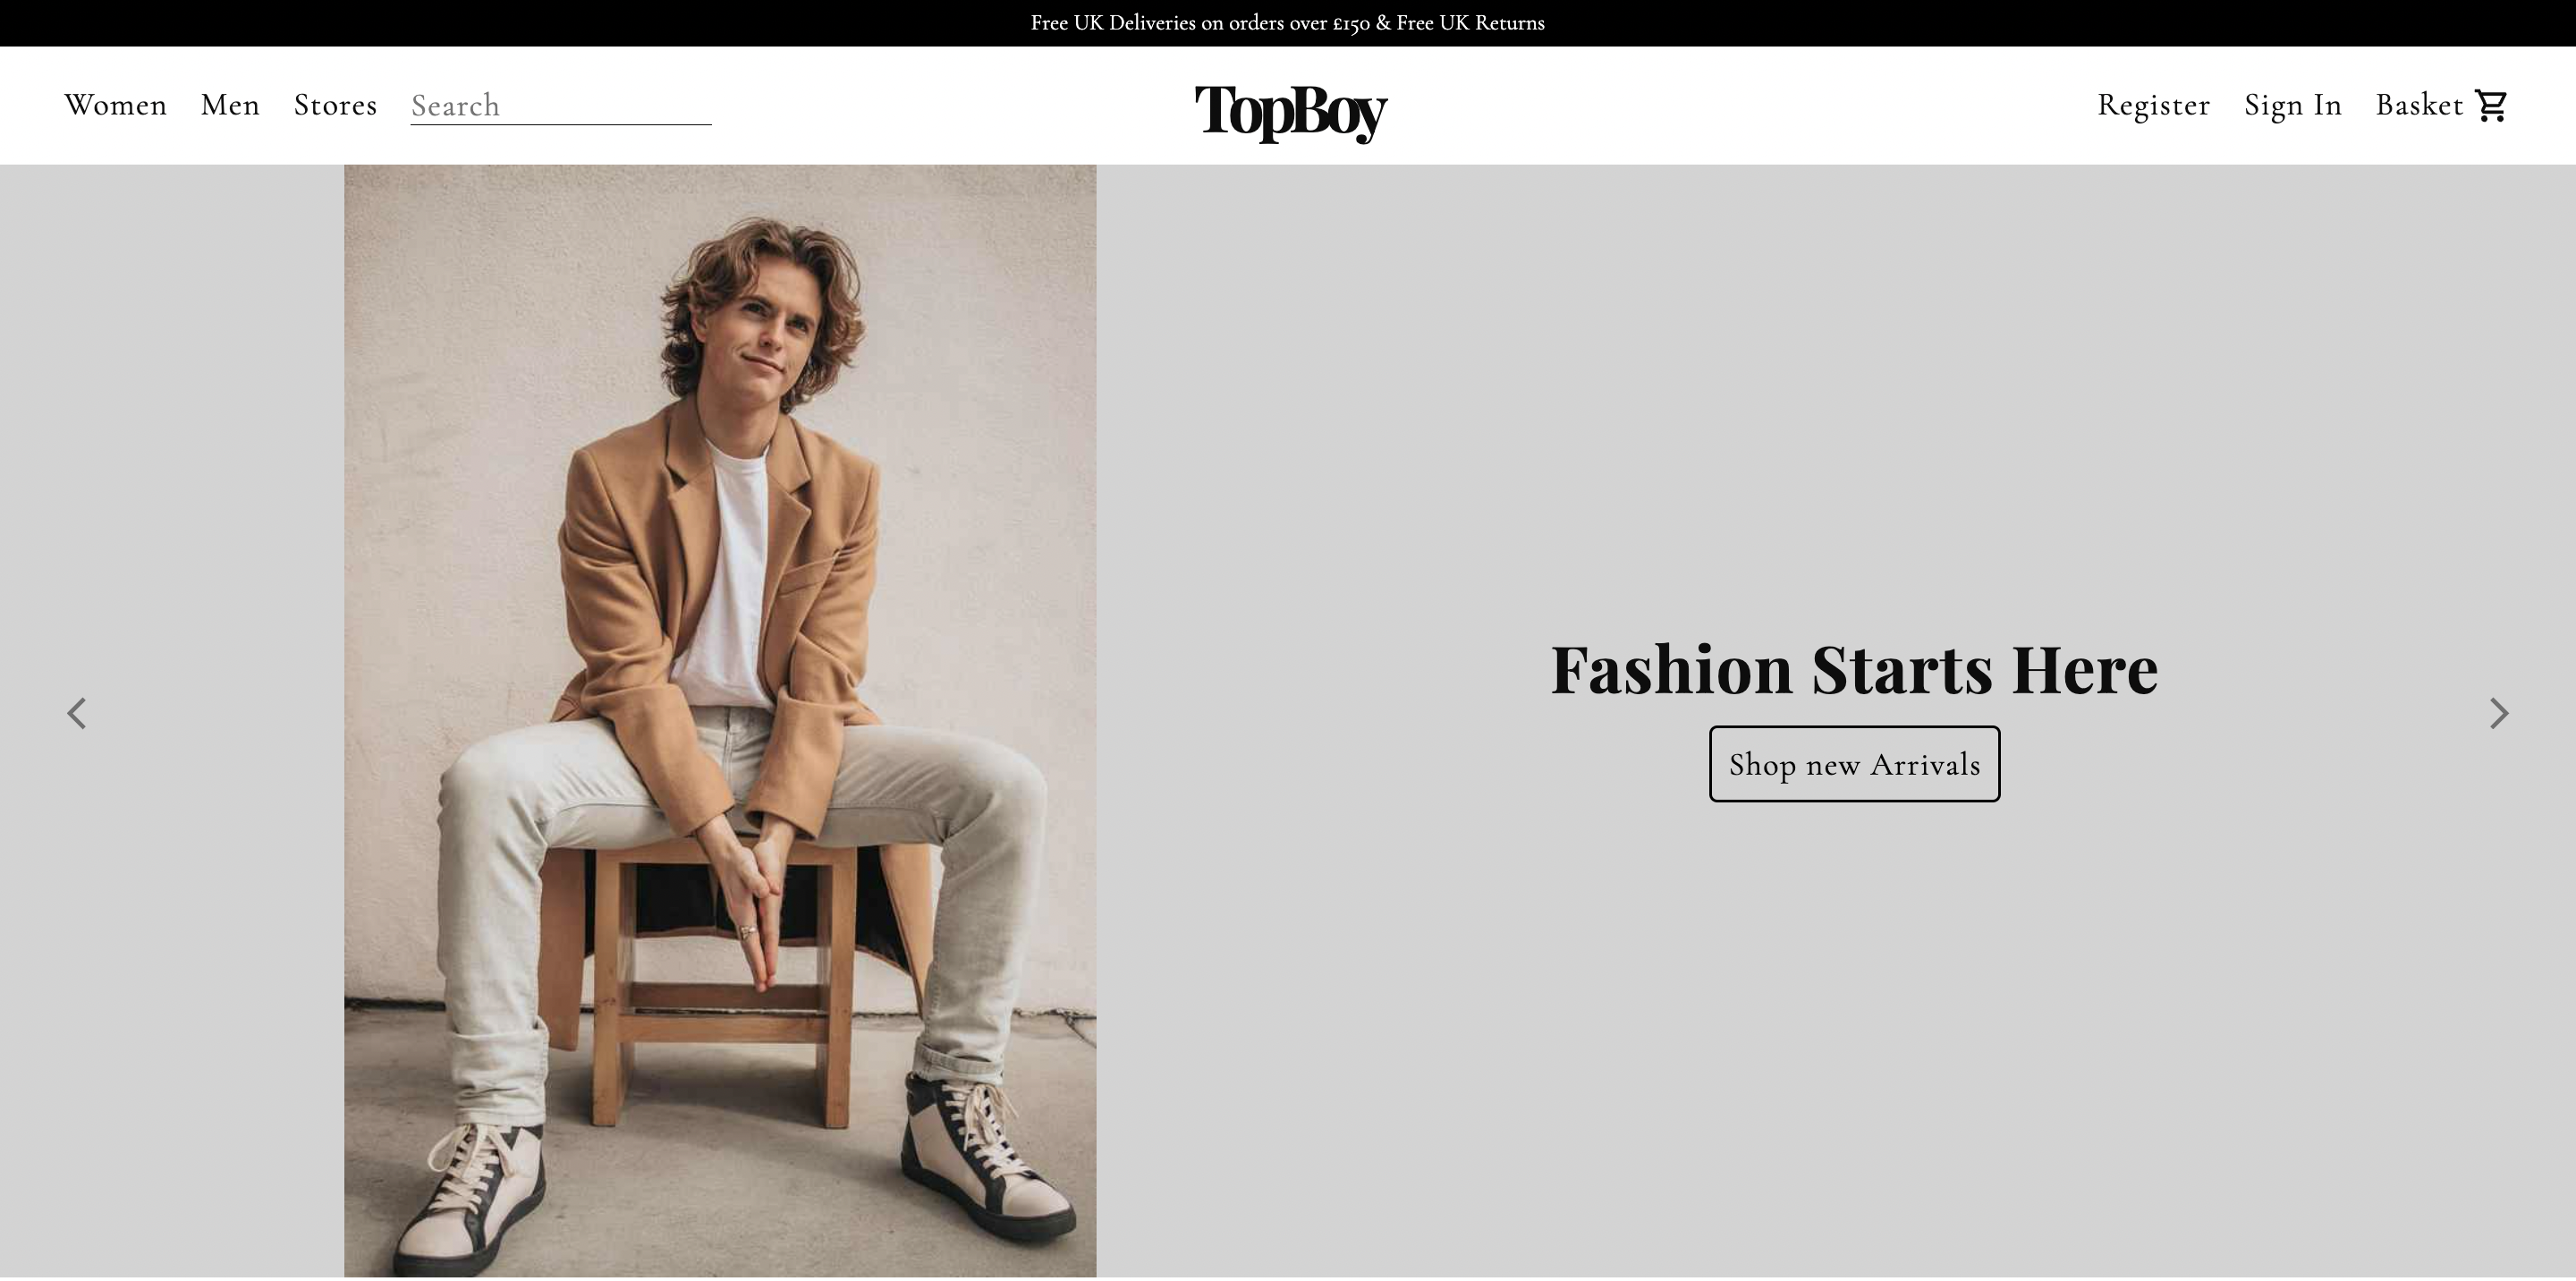 Free UK Deliveries on orders over £150 & Free UK Returns
Women Men Stores Search TopBoy Register Sign In Basket
Fashion Starts Here
Shop new Arrivals